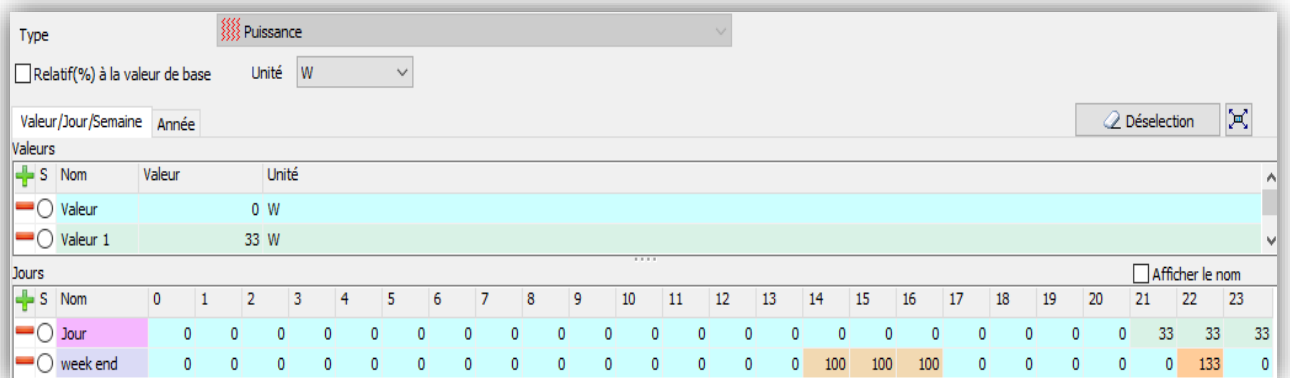 Type Puissance
Relatif(%) à la valeur de base Unité W
Valeur/Jour/Semaine Année Déselection
Valeurs
S Nom Valeur Unité
Valeur 0 W
Valeur 1 33 W
Jours Afficher le nom
S Nom 0 1 2 3 4 5 6 7 8 9 10 11 12 13 14 15 16 17 18 19 20 21 22 23
Jour 0 0 0 0 0 0 0 0 0 0 0 0 0 0 0 0 0 0 0 0 0 33 33 33
week end 0 0 0 0 0 0 0 0 0 0 0 0 0 0 100 100 100 0 0 0 0 0 133 0